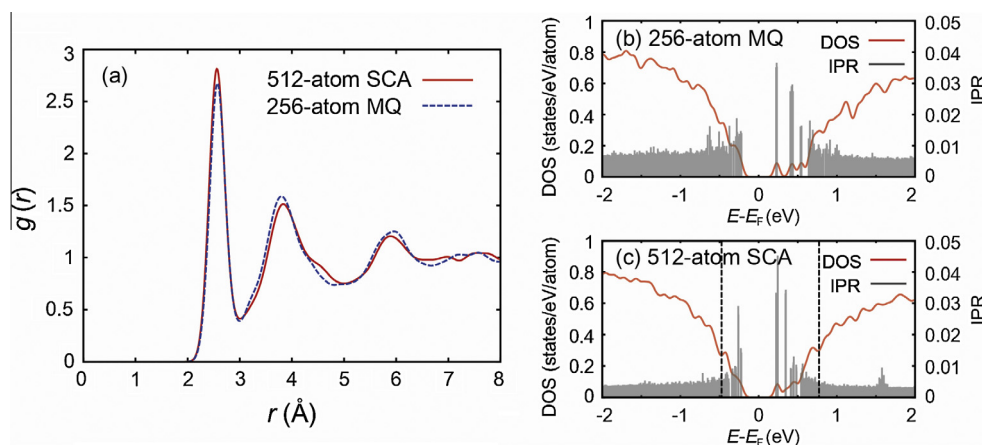 (a)
512-atom SCA
256-atom MQ
g (r)
3
2.5
2
1.5
1
0.5
0
0 1 2 3 4 5 6 7 8
r (Å)
(b) 256-atom MQ
DOS
IPR
DOS (states/eV/atom)
1
0.8
0.6
0.4
0.2
0
0.05
0.04
0.03
0.02
0.01
0
IPR
-2 -1 0 1 2
E-EF (eV)
(c) 512-atom SCA
DOS
IPR
DOS (states/eV/atom)
1
0.8
0.6
0.4
0.2
0
0.05
0.04
0.03
0.02
0.01
0
IPR
-2 -1 0 1 2
E-EF (eV)